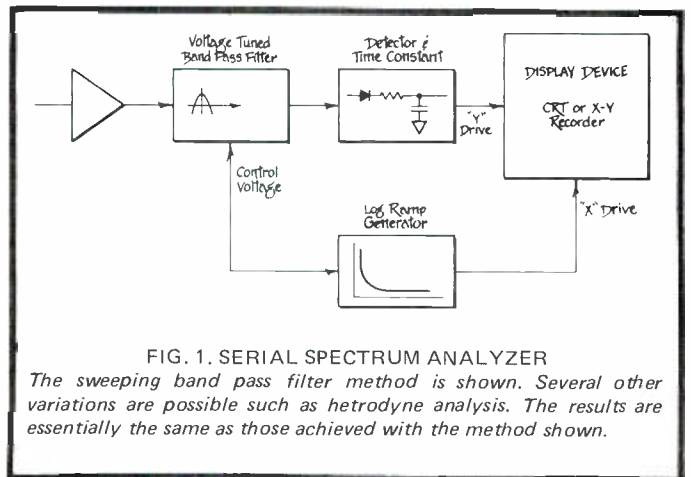 Voltage Tuned
Band Pass Filter
Detector &
Time Constant
DISPLAY DEVICE
CRT or X-Y
Recorder
"Y"
Drive
Control
Voltage
Log Ramp
Generator
"X" Drive
FIG. 1. SERIAL SPECTRUM ANALYZER
The sweeping band pass filter method is shown. Several other
variations are possible such as hetrodyne analysis. The results are
essentially the same as those achieved with the method shown.